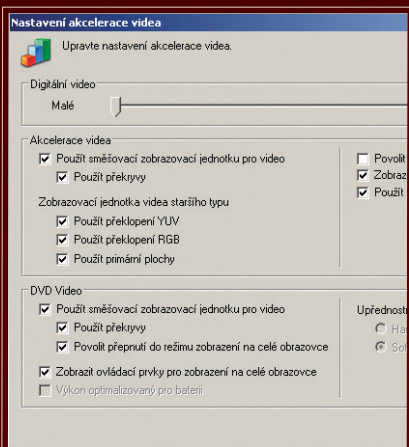 Nastavení akcelerace videa
Upravte nastavení akcelerace videa.
Digitální video
Malé
Akcelerace videa
Použít směšovací zobrazovací jednotku pro video
Použít překryvy
Zobrazovací jednotka videa staršího typu
Použít překlopení YUV
Použít překlopení RGB
Použít primární plochy
Povolit
Použít
DVD Video
Použít směšovací zobrazovací jednotku pro video
Použít překryvy
Povolit přepnutí do režimu zobrazení na celé obrazovce
Zobrazit ovládací prvky pro zobrazení na celé obrazovce
Výkon optimalizovaný pro baterii